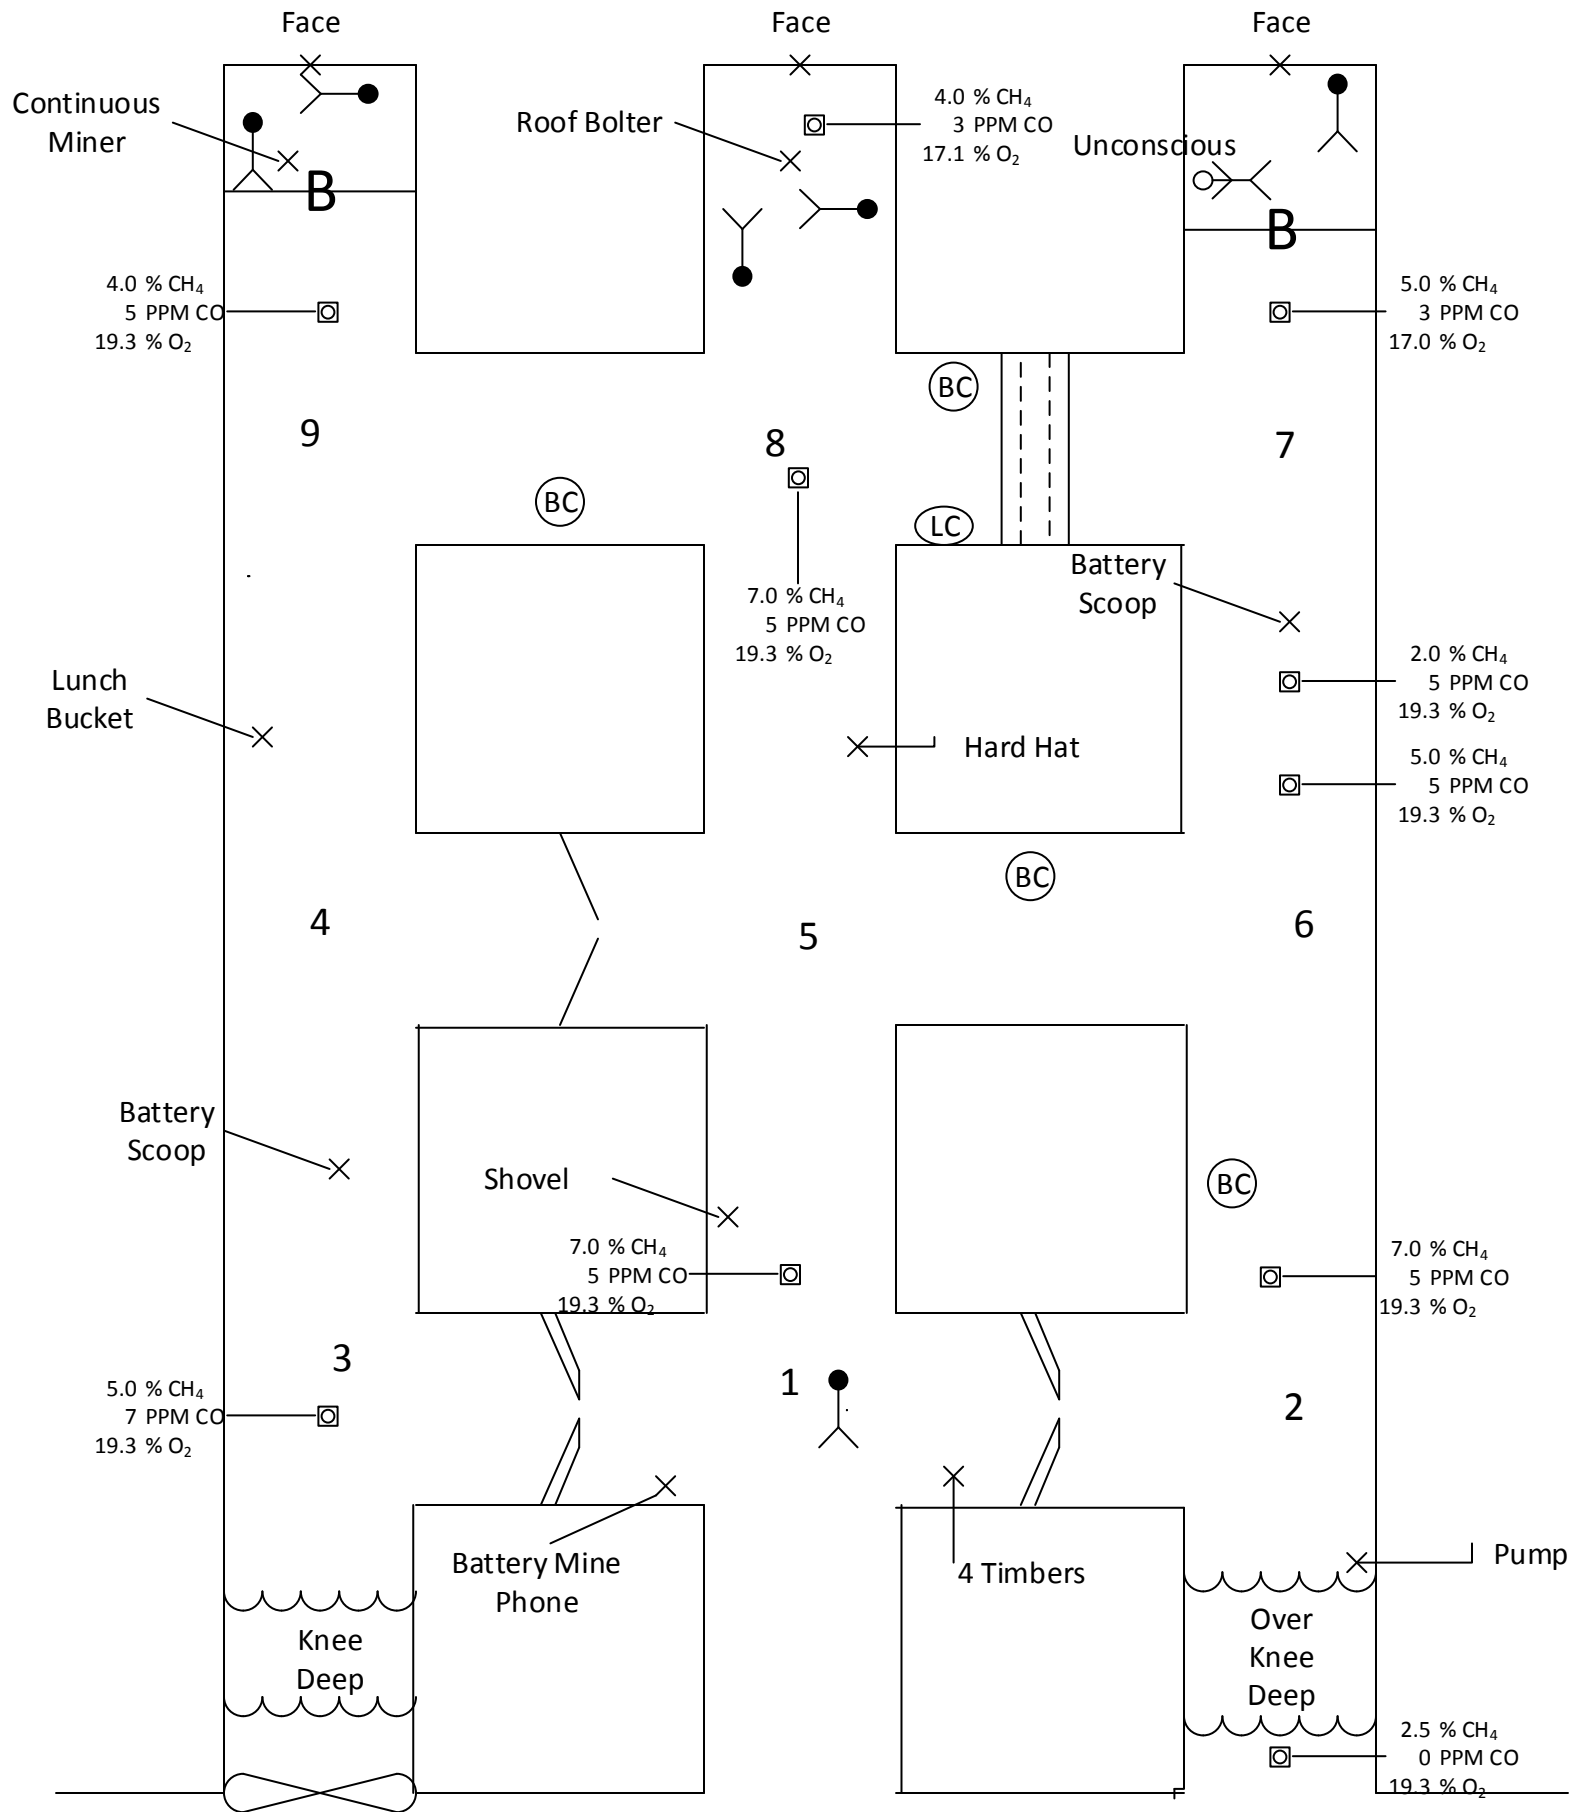 Face
Face
Face
Continuous
Miner
Roof Bolter
4.0 % CH₄
3 PPM CO
17.1 % O₂
Unconscious
B
B
4.0 % CH₄
5 PPM CO
19.3 % O₂
5.0 % CH₄
3 PPM CO
17.0 % O₂
BC
9
8
7
BC
LC
Battery
Scoop
7.0 % CH₄
5 PPM CO
19.3 % O₂
2.0 % CH₄
5 PPM CO
19.3 % O₂
Lunch
Bucket
Hard Hat
5.0 % CH₄
5 PPM CO
19.3 % O₂
BC
4
5
6
Battery
Scoop
Shovel
BC
7.0 % CH₄
5 PPM CO
19.3 % O₂
7.0 % CH₄
5 PPM CO
19.3 % O₂
3
1
2
5.0 % CH₄
7 PPM CO
19.3 % O₂
Battery Mine
Phone
4 Timbers
Pump
Knee
Deep
Over
Knee
Deep
2.5 % CH₄
0 PPM CO
19.3 % O₂